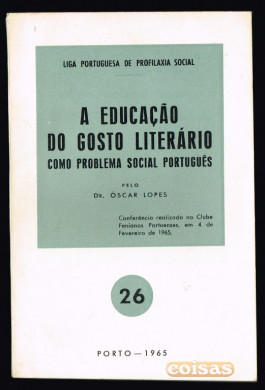 LIGA PORTUGUESA DE PROFILAXIA SOCIAL
A EDUCAÇÃO
DO GOSTO LITERÁRIO
COMO PROBLEMA SOCIAL PORTUGUÊS
PELO
DR. ÓSCAR LOPES
Conferência realizada no Clube
Fenianos Portuenses, em 4 de
Fevereiro de 1965.
26
PORTO — 1965
coisas